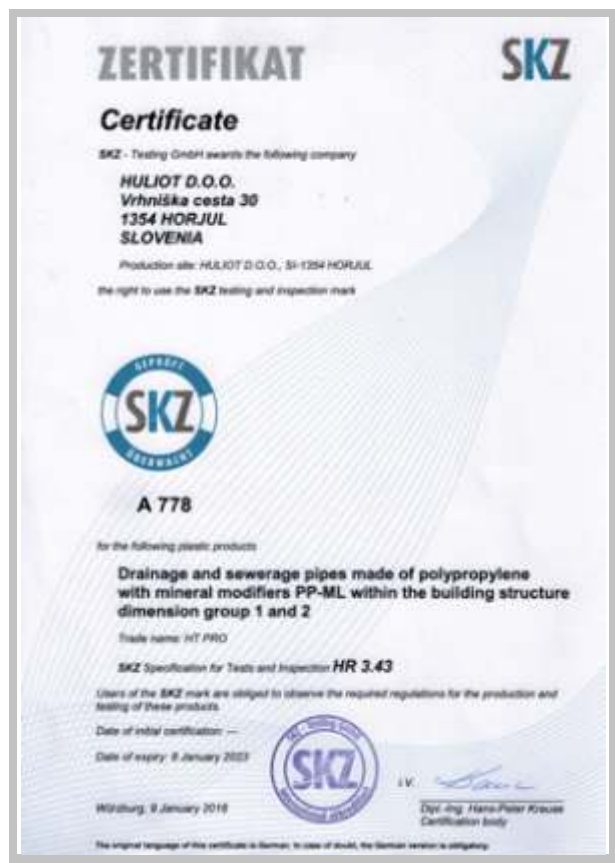 ZERTIFIKAT
SKZ
Certificate
SKZ - Testing GmbH awards the following company
HULIOT D.O.O.
Vrhniška cesta 30
1354 HORJUL
SLOVENIA
Production site: HULIOT D.O.O., SI-1354 HORJUL
the right to use the SKZ testing and inspection mark
GEPRÜFT
SKZ
ÜBERWACHT
A 778
for the following plastic products
Drainage and sewerage pipes made of polypropylene
with mineral modifiers PP-ML within the building structure
dimension group 1 and 2
Trade name: HT PRO
SKZ Specification for Tests and Inspection HR 3.43
Users of the SKZ mark are obliged to observe the required regulations for the production and
testing of these products.
Date of initial certification: —
Date of expiry: 8 January 2023
SKZ - Testing GmbH
SKZ
i.V.
Würzburg, 9 January 2018
Dipl.-Ing. Hans-Peter Krause
Certification body
The original language of this certificate is German. In case of doubt, the German version is obligatory.